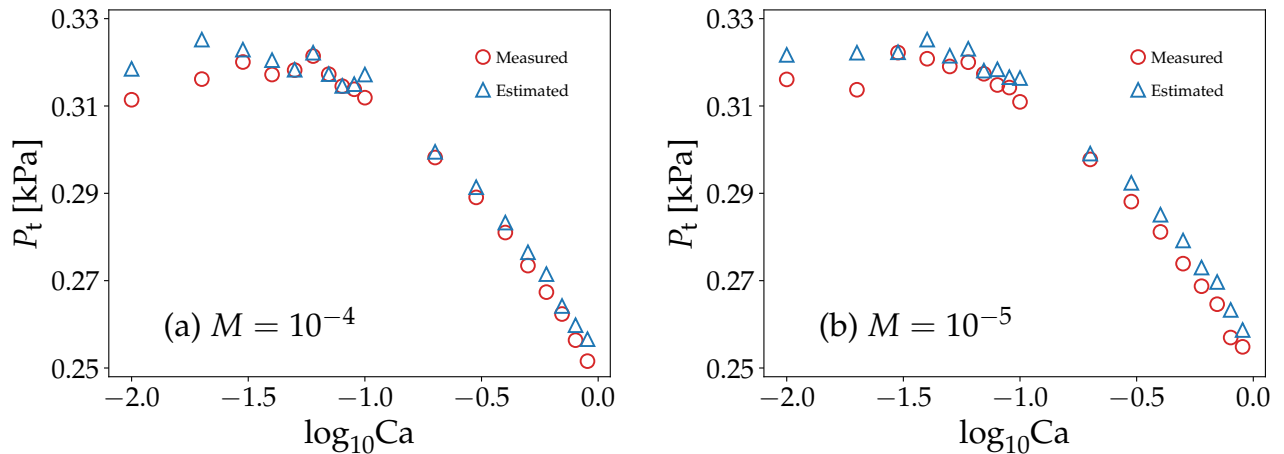 0.33
0.31
0.29
0.27
0.25
P_t [kPa]
Measured
Estimated
(a) M = 10⁻⁴
−2.0 −1.5 −1.0 −0.5 0.0
log₁₀Ca
0.33
0.31
0.29
0.27
0.25
P_t [kPa]
Measured
Estimated
(b) M = 10⁻⁵
−2.0 −1.5 −1.0 −0.5 0.0
log₁₀Ca